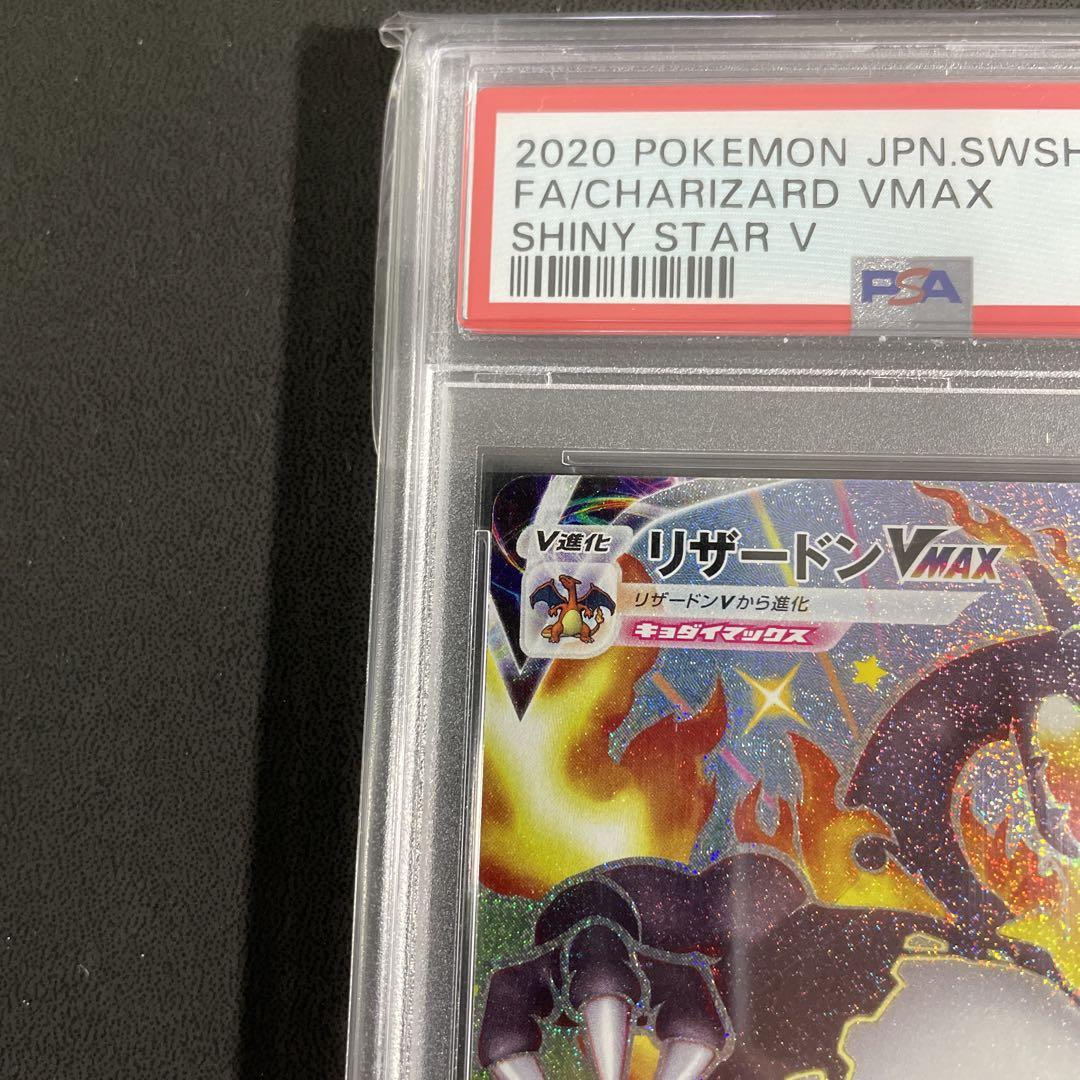 2020 POKEMON JPN.SWSH
FA/CHARIZARD VMAX
SHINY STAR V
PSA
V進化
リザードンVMAX
リザードンVから進化
キョダイマックス